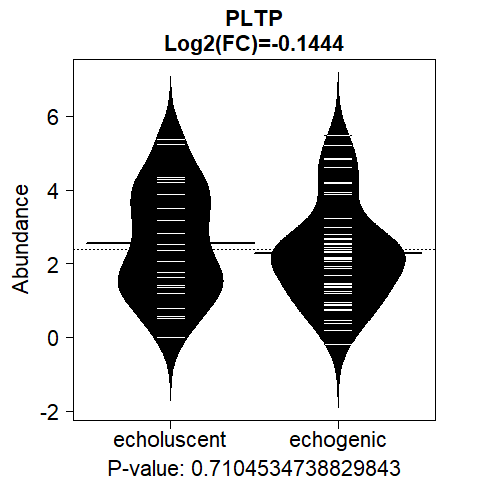 PLTP
Log2(FC)=-0.1444
Abundance
6
4
2
0
-2
echoluscent echogenic
P-value: 0.7104534738829843